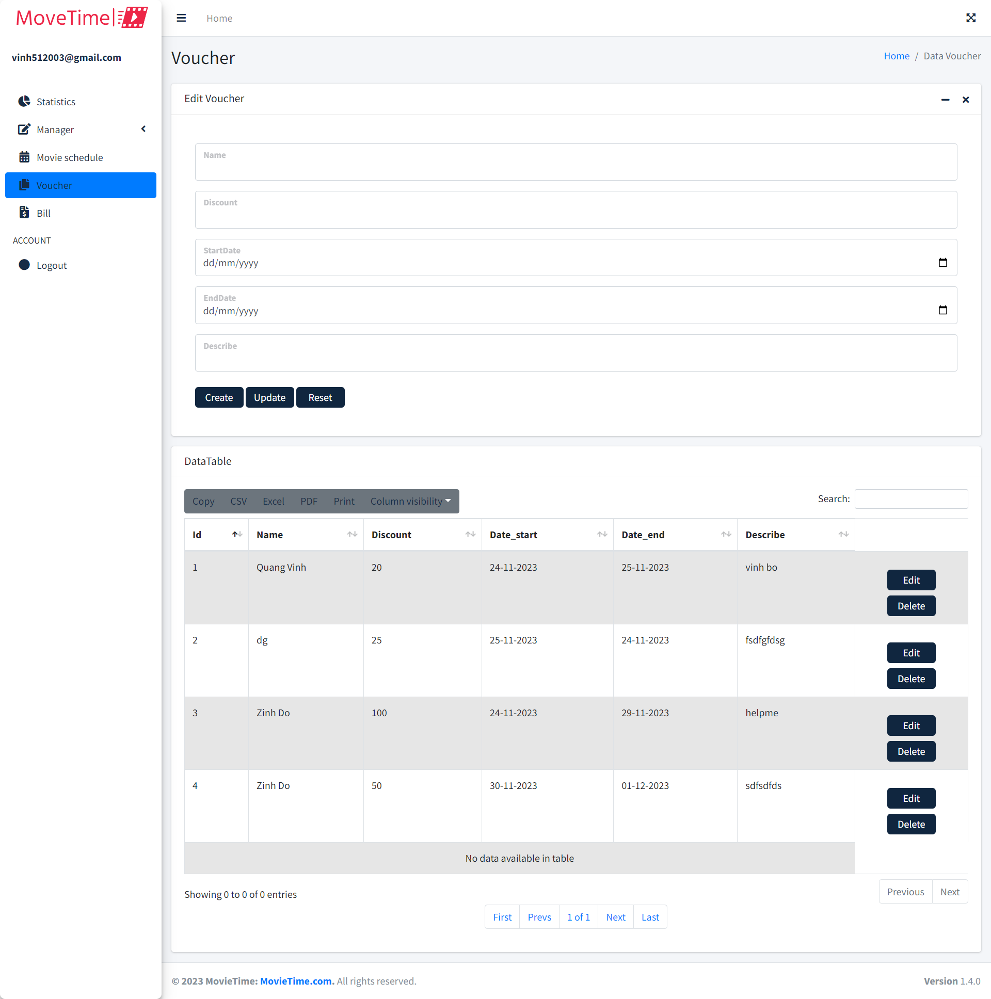 MoveTime
vinh512003@gmail.com
Statistics
Manager
Movie schedule
Voucher
Bill
ACCOUNT
Logout
Home
Voucher
Home / Data Voucher
Edit Voucher
Name
Discount
StartDate
dd/mm/yyyy
EndDate
dd/mm/yyyy
Describe
Create Update Reset
DataTable
Copy CSV Excel PDF Print Column visibility
Search:
Id Name Discount Date_start Date_end Describe
1 Quang Vinh 20 24-11-2023 25-11-2023 vinh bo
Edit
Delete
2 dg 25 25-11-2023 24-11-2023 fsdfgfdsg
Edit
Delete
3 Zinh Do 100 24-11-2023 29-11-2023 helpme
Edit
Delete
4 Zinh Do 50 30-11-2023 01-12-2023 sdfsdfds
Edit
Delete
No data available in table
Showing 0 to 0 of 0 entries
Previous Next
First Prevs 1 of 1 Next Last
© 2023 MovieTime: MovieTime.com. All rights reserved.
Version 1.4.0